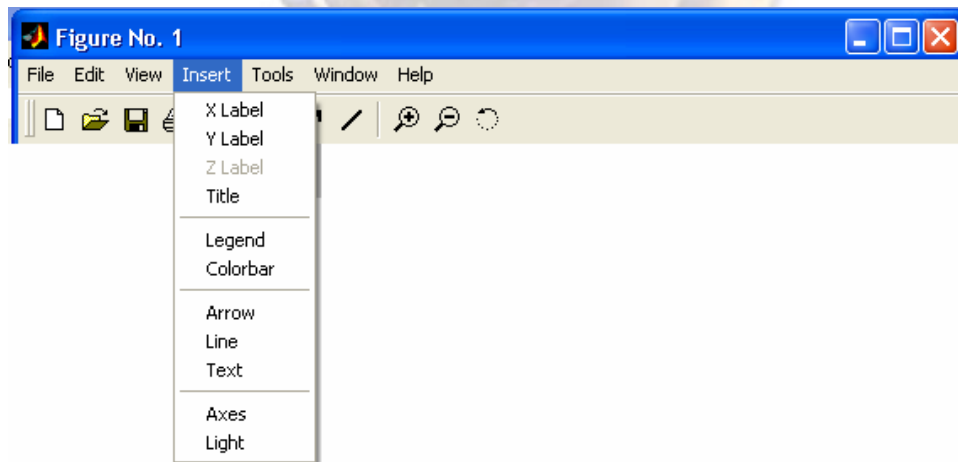 Figure No. 1
File Edit View Insert Tools Window Help
X Label
Y Label
Z Label
Title
Legend
Colorbar
Arrow
Line
Text
Axes
Light